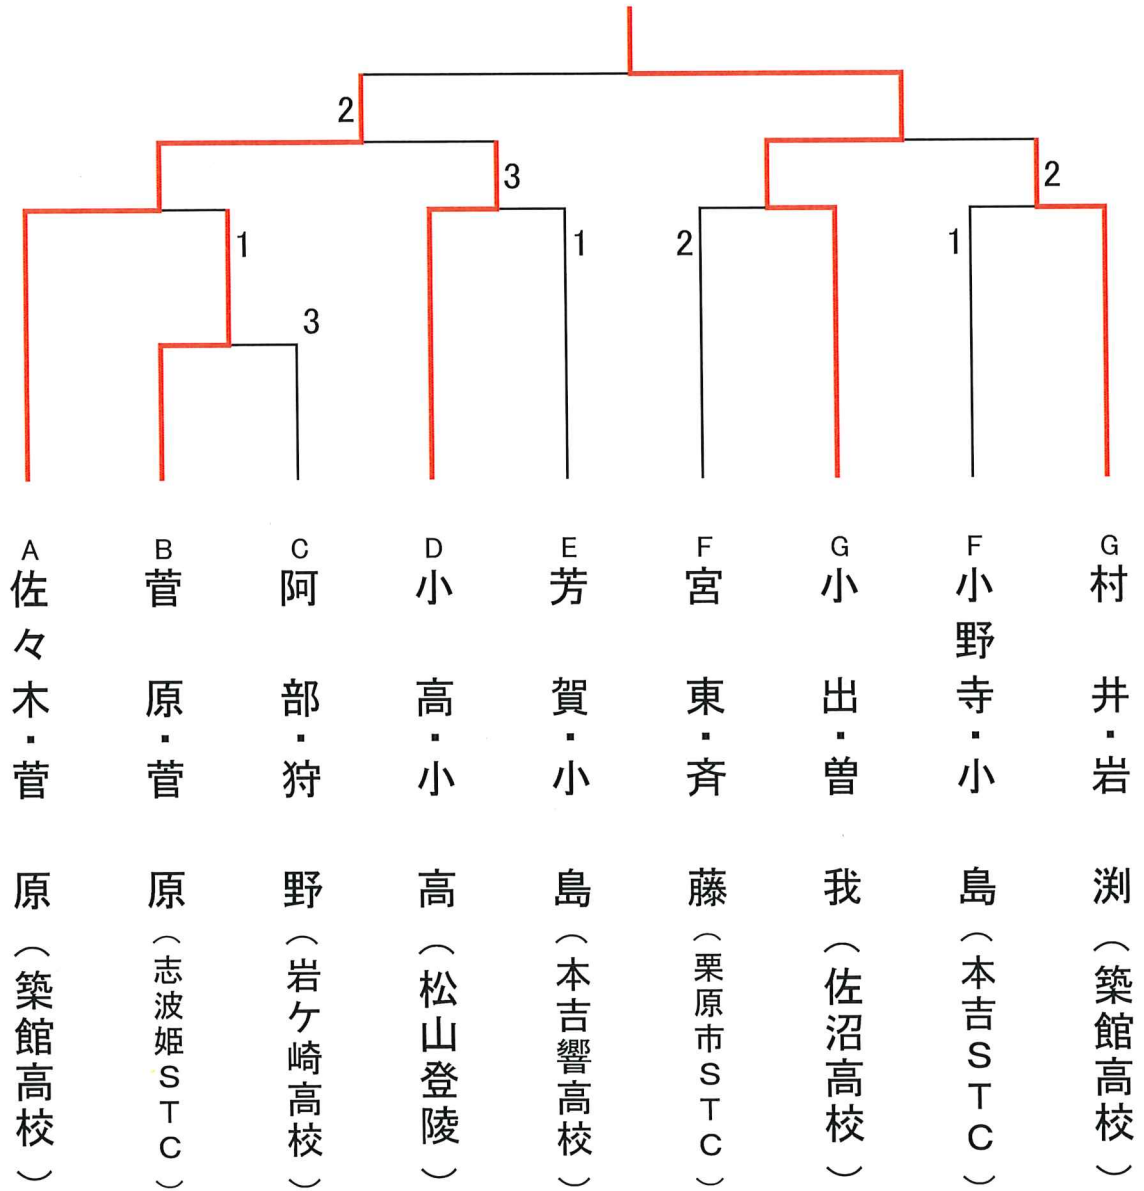 2
3
2
1
2
1
1
3
A 佐々木・菅原（築館高校）
B 菅原・菅原（志波姫STC）
C 阿部・狩野（岩ケ崎高校）
D 小高・小高（松山登陵）
E 芳賀・小島（本吉響高校）
F 宮東・斉藤（栗原市STC）
G 小出・曽我（佐沼高校）
F 小野寺・小島（本吉STC）
G 村井・岩渕（築館高校）